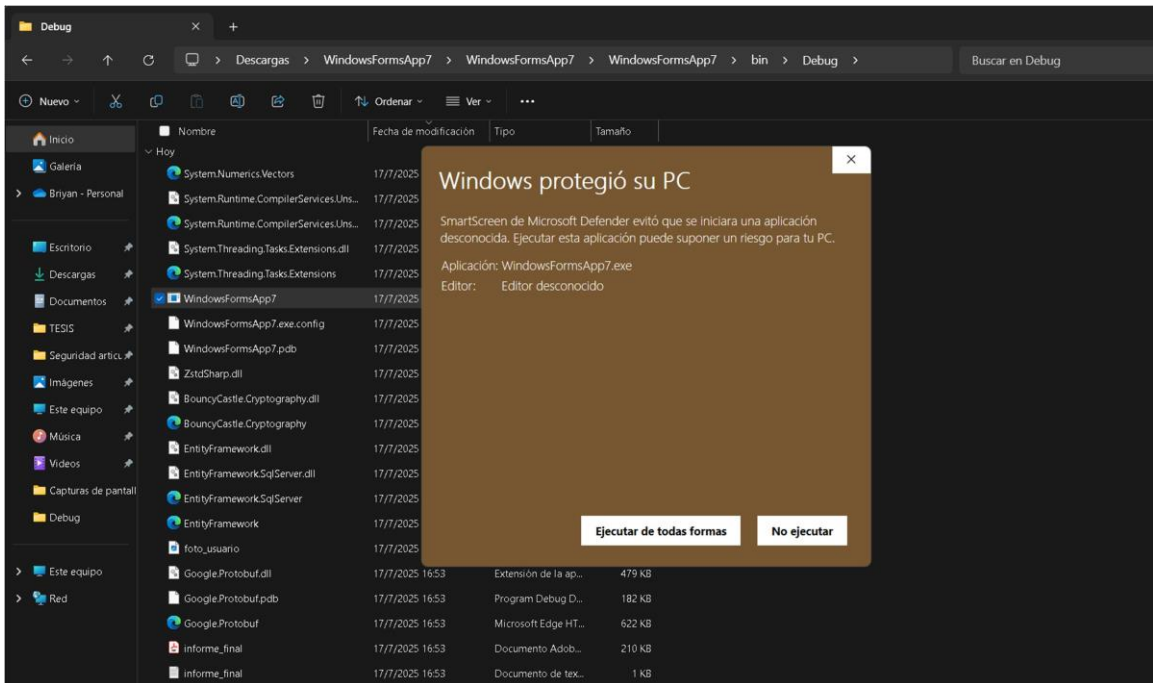 Debug
Descargas > WindowsFormsApp7 > WindowsFormsApp7 > WindowsFormsApp7 > bin > Debug >
Buscar en Debug
Nuevo
Ordenar
Ver
Inicio
Galería
Briyan - Personal
Escritorio
Descargas
Documentos
TESIS
Seguridad articu
Imágenes
Este equipo
Música
Videos
Capturas de pantall
Debug
Este equipo
Red
Nombre Fecha de modificación Tipo Tamaño
Hoy
System.Numerics.Vectors 17/7/2025
System.Runtime.CompilerServices.Uns... 17/7/2025
System.Runtime.CompilerServices.Uns... 17/7/2025
System.Threading.Tasks.Extensions.dll 17/7/2025
System.Threading.Tasks.Extensions 17/7/2025
WindowsFormsApp7 17/7/2025
WindowsFormsApp7.exe.config 17/7/2025
WindowsFormsApp7.pdb 17/7/2025
ZstdSharp.dll 17/7/2025
BouncyCastle.Cryptography.dll 17/7/2025
BouncyCastle.Cryptography 17/7/2025
EntityFramework.dll 17/7/2025
EntityFramework.SqlServer.dll 17/7/2025
EntityFramework.SqlServer 17/7/2025
EntityFramework 17/7/2025
foto_usuario 17/7/2025
Google.Protobuf.dll 17/7/2025 16:53 Extensión de la ap... 479 KB
Google.Protobuf.pdb 17/7/2025 16:53 Program Debug D... 182 KB
Google.Protobuf 17/7/2025 16:53 Microsoft Edge HT... 622 KB
informe_final 17/7/2025 16:53 Documento Adob... 210 KB
informe_final 17/7/2025 16:53 Documento de tex... 1 KB
Windows protegió su PC
SmartScreen de Microsoft Defender evitó que se iniciara una aplicación
desconocida. Ejecutar esta aplicación puede suponer un riesgo para tu PC.
Aplicación: WindowsFormsApp7.exe
Editor: Editor desconocido
Ejecutar de todas formas
No ejecutar